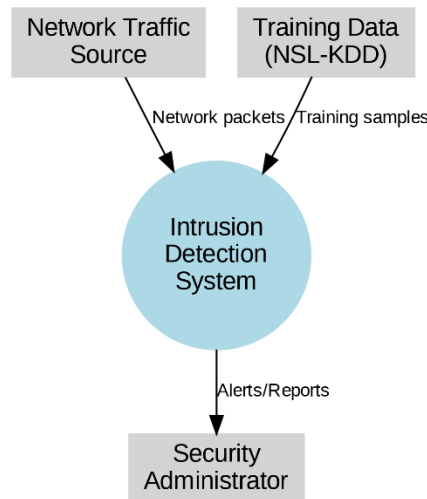 Network Traffic
Source
Training Data
(NSL-KDD)
Network packets
Training samples
Intrusion
Detection
System
Alerts/Reports
Security
Administrator